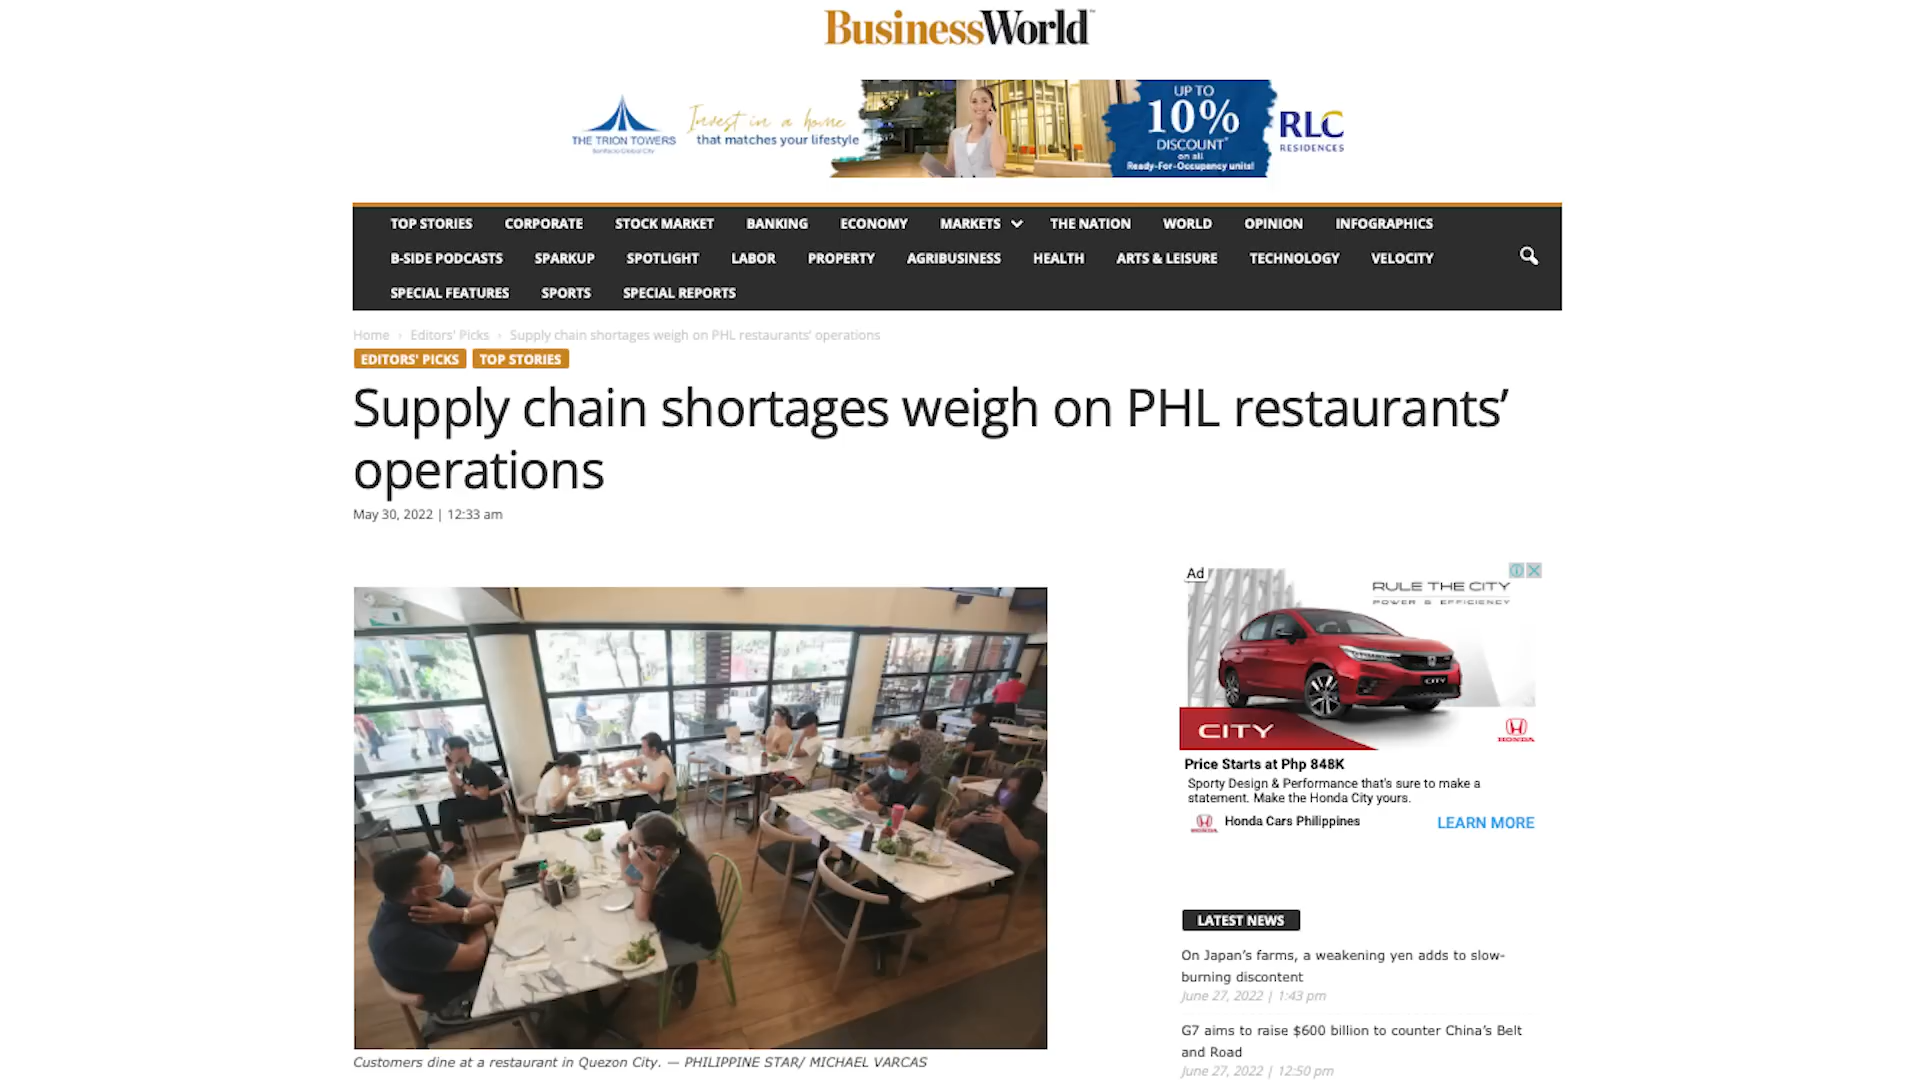 BusinessWorld
THE TRION TOWERS
Bonifacio Global City
Invest in a home
that matches your lifestyle
UP TO
10%
DISCOUNT*
on all
Ready-For-Occupancy units!
RLC
RESIDENCES
TOP STORIES CORPORATE STOCK MARKET BANKING ECONOMY MARKETS THE NATION WORLD OPINION INFOGRAPHICS
B-SIDE PODCASTS SPARKUP SPOTLIGHT LABOR PROPERTY AGRIBUSINESS HEALTH ARTS & LEISURE TECHNOLOGY VELOCITY
SPECIAL FEATURES SPORTS SPECIAL REPORTS
Home › Editors' Picks › Supply chain shortages weigh on PHL restaurants’ operations
EDITORS' PICKS TOP STORIES
Supply chain shortages weigh on PHL restaurants’
operations
May 30, 2022 | 12:33 am
Customers dine at a restaurant in Quezon City. — PHILIPPINE STAR/ MICHAEL VARCAS
Ad
RULE THE CITY
POWER & EFFICIENCY
CITY
CITY
HONDA
Price Starts at Php 848K
Sporty Design & Performance that's sure to make a
statement. Make the Honda City yours.
HONDA Honda Cars Philippines LEARN MORE
LATEST NEWS
On Japan’s farms, a weakening yen adds to slow-
burning discontent
June 27, 2022 | 1:43 pm
G7 aims to raise $600 billion to counter China’s Belt
and Road
June 27, 2022 | 12:50 pm